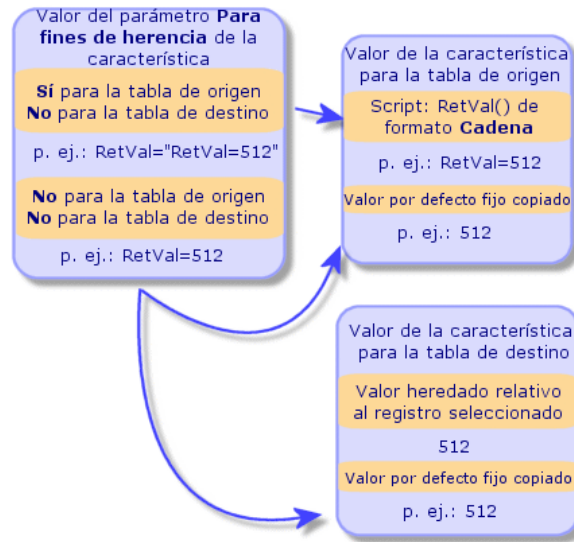 Valor del parámetro Para
fines de herencia de la
característica
Sí para la tabla de origen
No para la tabla de destino
p. ej.: RetVal="RetVal=512"
No para la tabla de origen
No para la tabla de destino
p. ej.: RetVal=512
Valor de la característica
para la tabla de origen
Script: RetVal() de
formato Cadena
p. ej.: RetVal=512
Valor por defecto fijo copiado
p. ej.: 512
Valor de la característica
para la tabla de destino
Valor heredado relativo
al registro seleccionado
512
Valor por defecto fijo copiado
p. ej.: 512